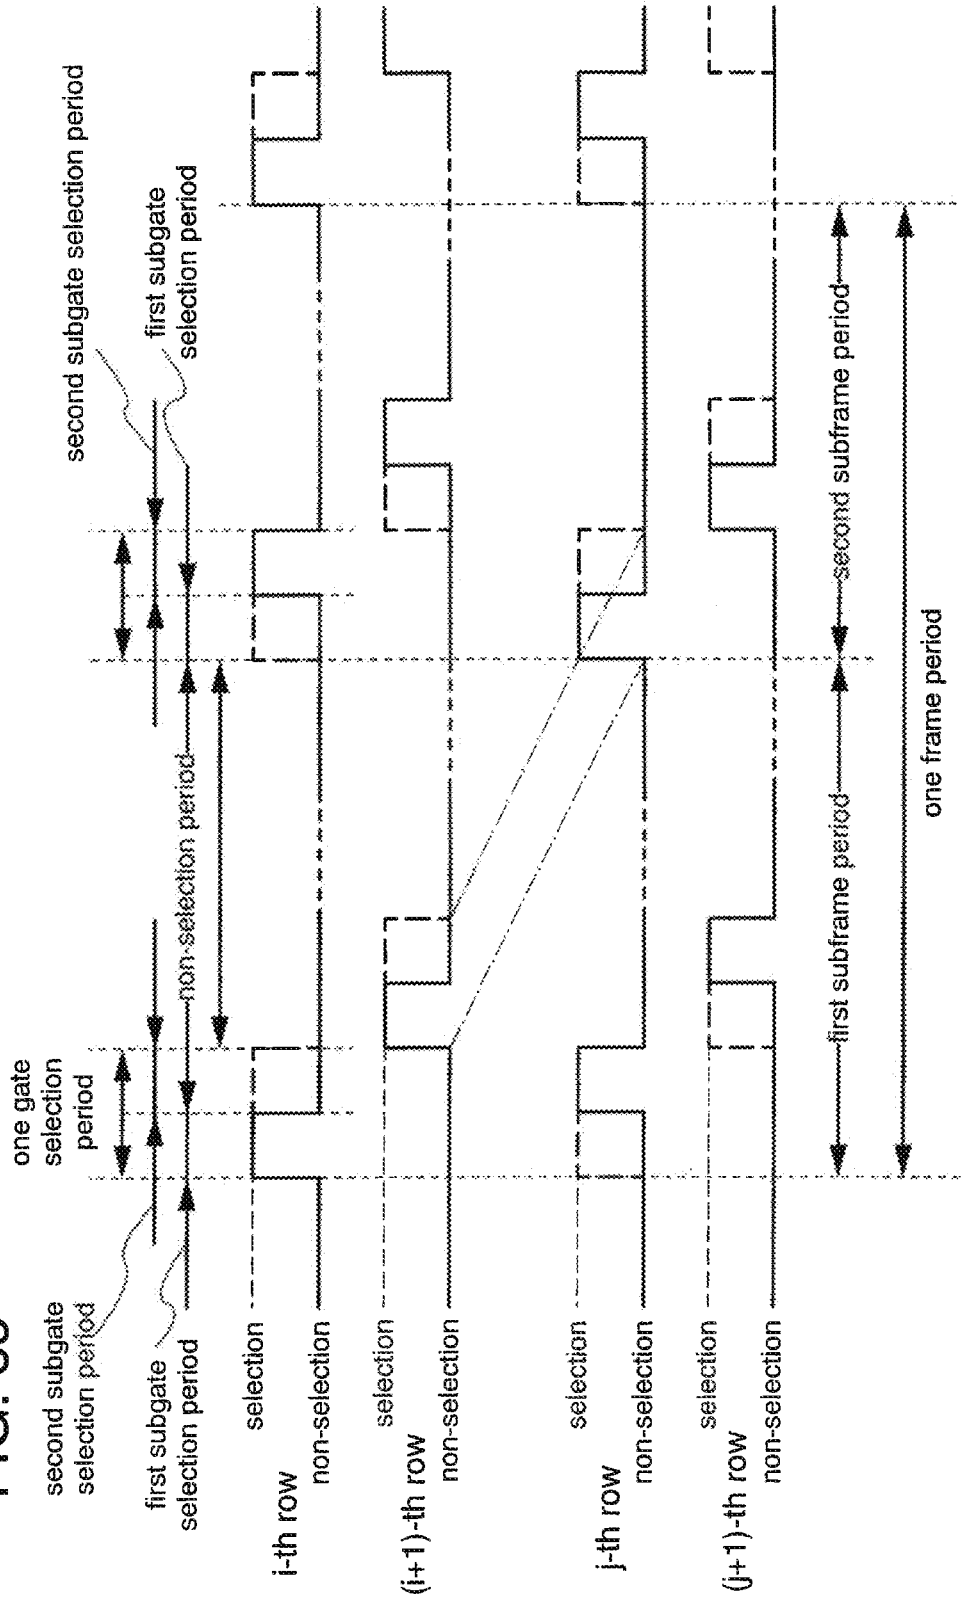 second subgate
selection period
first subgate
selection period
one gate
selection
period
non-selection period
second subgate selection period
first subgate
selection period
i-th row
selection
non-selection
(i+1)-th row
selection
non-selection
j-th row
selection
non-selection
(j+1)-th row
selection
non-selection
first subframe period
second subframe period
one frame period